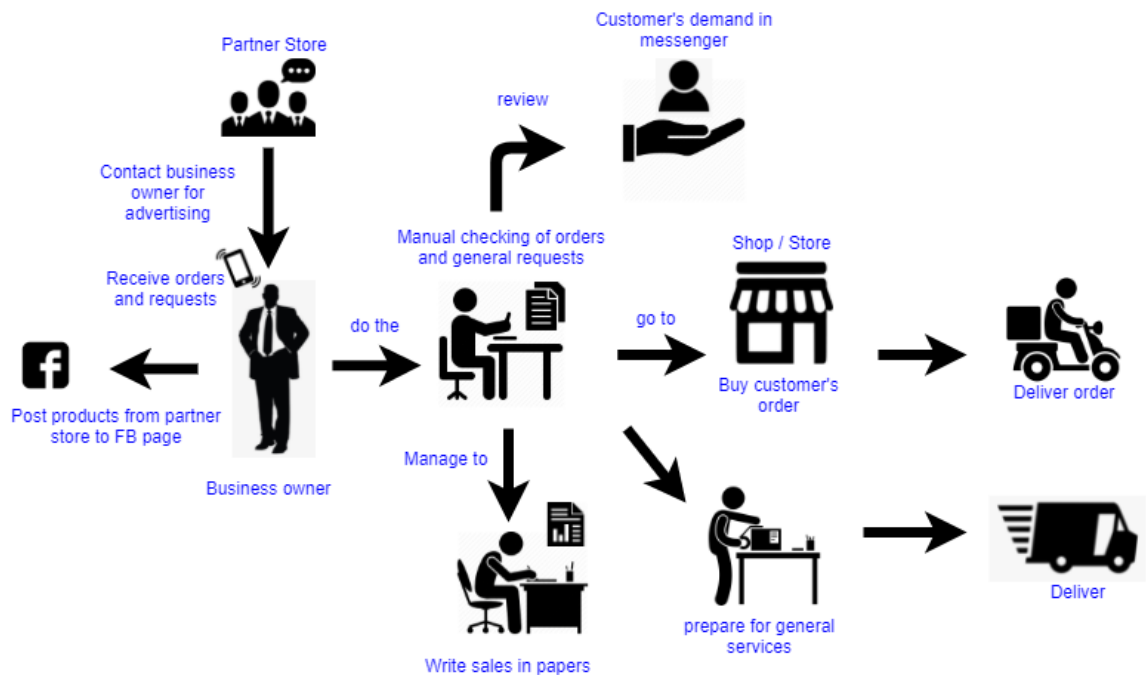 Customer's demand in
messenger
Partner Store
review
Contact business
owner for
advertising
Manual checking of orders
and general requests
Shop / Store
Receive orders
and requests
do the
go to
Post products from partner
store to FB page
Buy customer's
order
Deliver order
Business owner
Manage to
Deliver
prepare for general
services
Write sales in papers